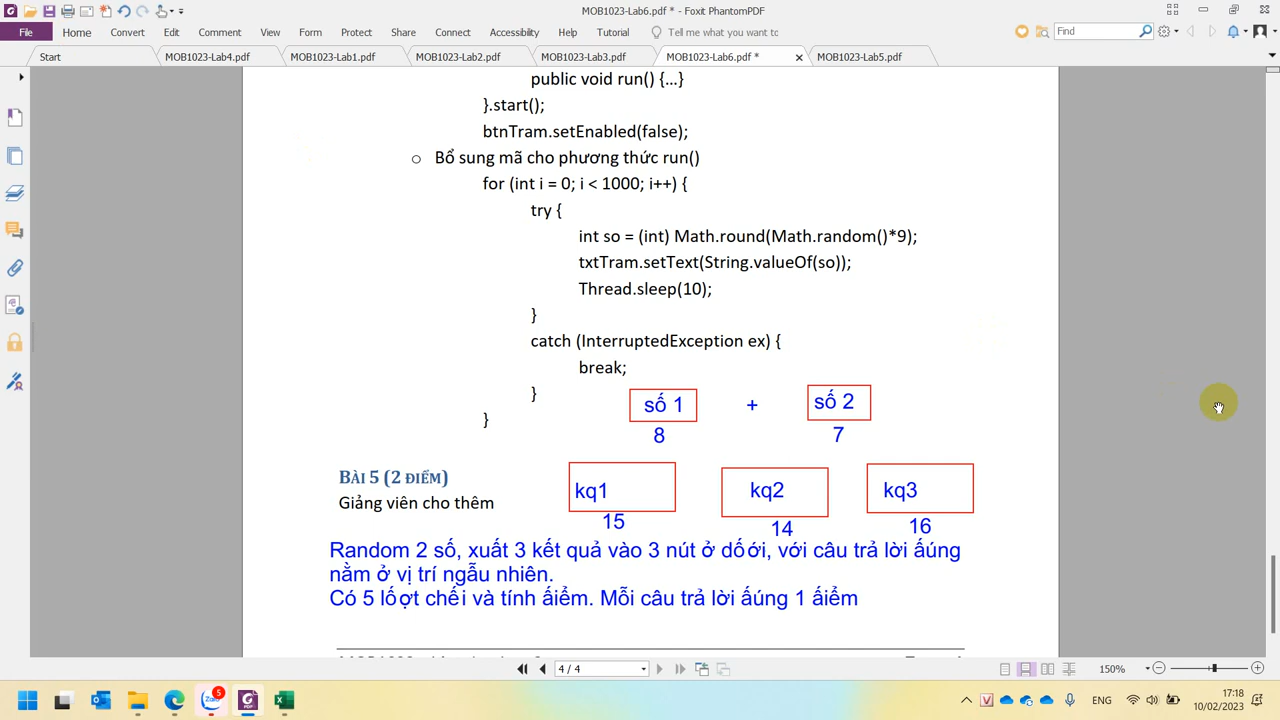 MOB1023-Lab6.pdf * - Foxit PhantomPDF
File Home Convert Edit Comment View Form Protect Share Connect Accessibility Help Tutorial Tell me what you want to Find
Start MOB1023-Lab4.pdf MOB1023-Lab1.pdf MOB1023-Lab2.pdf MOB1023-Lab3.pdf MOB1023-Lab6.pdf * MOB1023-Lab5.pdf
public void run() {...}
}.start();
btnTram.setEnabled(false);
o Bổ sung mã cho phương thức run()
for (int i = 0; i < 1000; i++) {
try {
int so = (int) Math.round(Math.random()*9);
txtTram.setText(String.valueOf(so));
Thread.sleep(10);
}
catch (InterruptedException ex) {
break;
}
số 1 + số 2
}
8 7
BÀI 5 (2 ĐIỂM)
Giảng viên cho thêm
kq1 kq2 kq3
15 14 16
Random 2 số, xuất 3 kết quả vào 3 nút ở dố ới, với câu trả lời ấúng
nằm ở vị trí ngẫu nhiên.
Có 5 lố ợt chế i và tính ấiểm. Mỗi câu trả lời ấúng 1 ấiểm
4 / 4 150%
5 Zalo ENG 17:18
10/02/2023